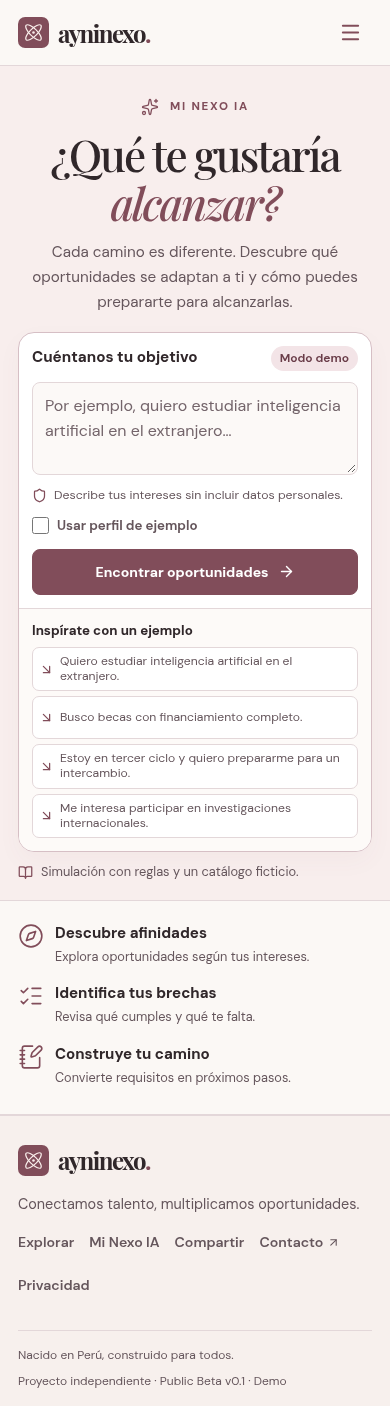 ayninexo.
MI NEXO IA
¿Qué te gustaría
alcanzar?
Cada camino es diferente. Descubre qué
oportunidades se adaptan a ti y cómo puedes
prepararte para alcanzarlas.
Cuéntanos tu objetivo
Modo demo
Por ejemplo, quiero estudiar inteligencia
artificial en el extranjero...
Describe tus intereses sin incluir datos personales.
Usar perfil de ejemplo
Encontrar oportunidades
Inspírate con un ejemplo
Quiero estudiar inteligencia artificial en el
extranjero.
Busco becas con financiamiento completo.
Estoy en tercer ciclo y quiero prepararme para un
intercambio.
Me interesa participar en investigaciones
internacionales.
Simulación con reglas y un catálogo ficticio.
Descubre afinidades
Explora oportunidades según tus intereses.
Identifica tus brechas
Revisa qué cumples y qué te falta.
Construye tu camino
Convierte requisitos en próximos pasos.
ayninexo.
Conectamos talento, multiplicamos oportunidades.
Explorar Mi Nexo IA Compartir Contacto
Privacidad
Nacido en Perú, construido para todos.
Proyecto independiente · Public Beta v0.1 · Demo